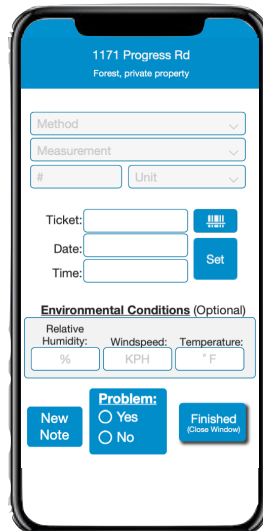 1171 Progress Rd
Forest, private property
Method
Measurement
# Unit
Ticket:
Date:
Set
Time:
Environmental Conditions (Optional)
Relative
Humidity: Windspeed: Temperature:
% KPH °F
Problem:
Yes
No
New
Note
Finished
(Close Window)